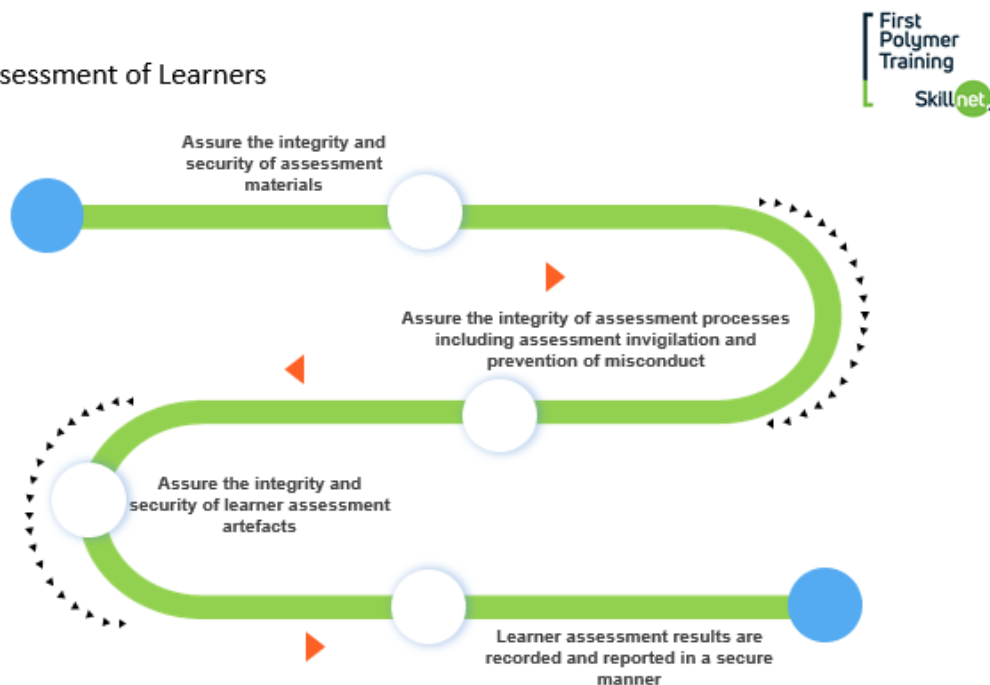 First
Polymer
Training
Skillnet
sessment of Learners
Assure the integrity and
security of assessment
materials
Assure the integrity of assessment processes
including assessment invigilation and
prevention of misconduct
Assure the integrity and
security of learner assessment
artefacts
Learner assessment results are
recorded and reported in a secure
manner